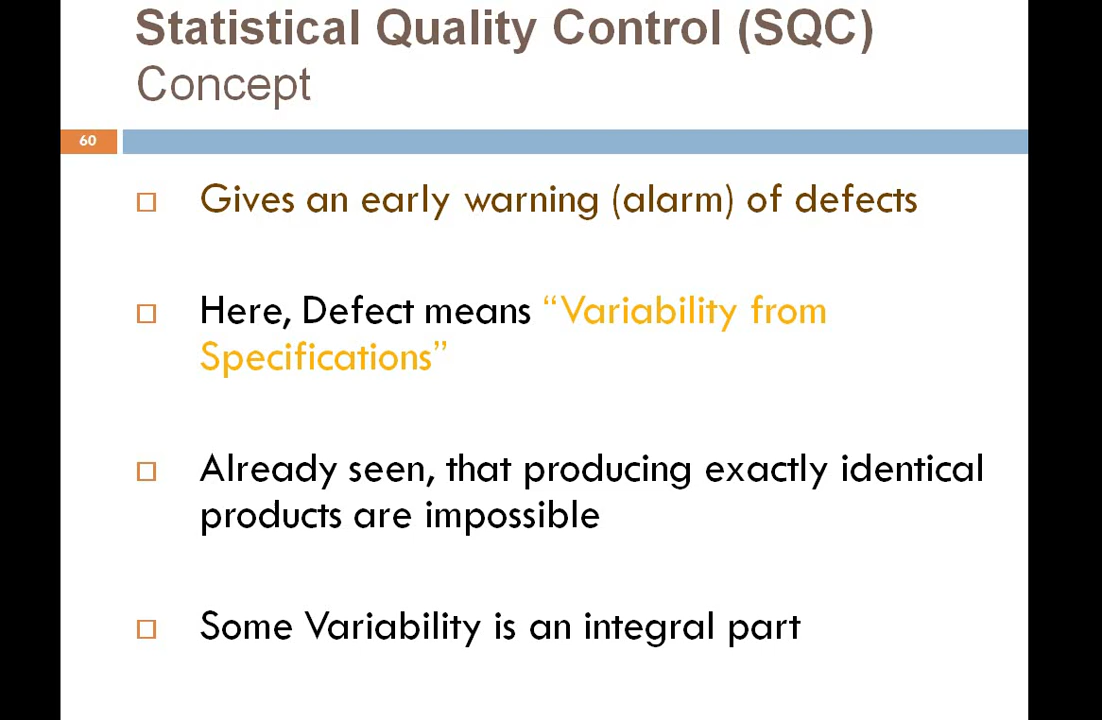 Statistical Quality Control (SQC)
Concept
60
Gives an early warning (alarm) of defects
Here, Defect means “Variability from
Specifications”
Already seen, that producing exactly identical
products are impossible
Some Variability is an integral part